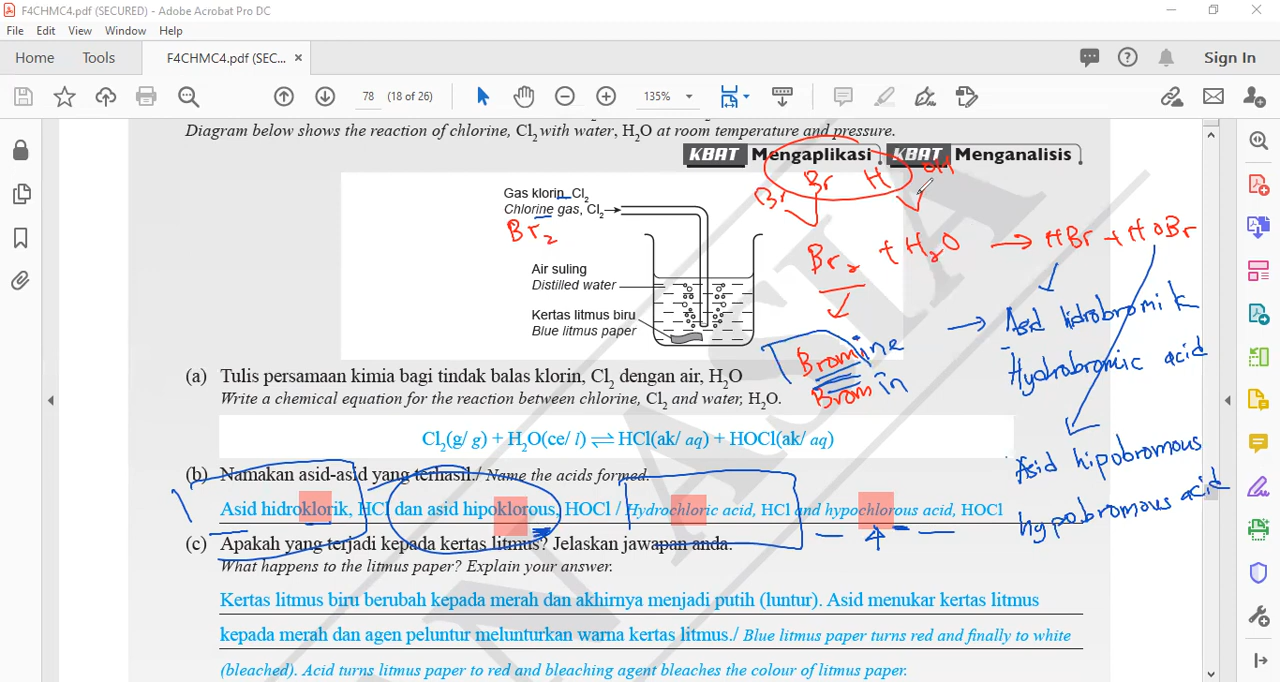 F4CHMC4.pdf (SECURED) - Adobe Acrobat Pro DC
File Edit View Window Help
Home Tools F4CHMC4.pdf (SEC... × Sign In
78 (18 of 26) 135%
Diagram below shows the reaction of chlorine, Cl2 with water, H2O at room temperature and pressure.
KBAT Mengaplikasi KBAT Menganalisis
Br Br H OH
Gas klorin, Cl2
Chlorine gas, Cl2
Br2
Br2 + H2O → HBr + HOBr
Air suling
Distilled water
Kertas litmus biru
Blue litmus paper
→ Asid hidrobromik
Hydrobromic acid
Bromine
Bromin
(a) Tulis persamaan kimia bagi tindak balas klorin, Cl2 dengan air, H2O
Write a chemical equation for the reaction between chlorine, Cl2 and water, H2O.
Cl2(g/ g) + H2O(ce/ l) ⇌ HCl(ak/ aq) + HOCl(ak/ aq)
Asid hipobromous
hypobromous acid
(b) Namakan asid-asid yang terhasil./ Name the acids formed.
Asid hidroklorik, HCl dan asid hipoklorous, HOCl / Hydrochloric acid, HCl and hypochlorous acid, HOCl
(c) Apakah yang terjadi kepada kertas litmus? Jelaskan jawapan anda.
What happens to the litmus paper? Explain your answer.
Kertas litmus biru berubah kepada merah dan akhirnya menjadi putih (luntur). Asid menukar kertas litmus
kepada merah dan agen peluntur melunturkan warna kertas litmus./ Blue litmus paper turns red and finally to white
(bleached). Acid turns litmus paper to red and bleaching agent bleaches the colour of litmus paper.